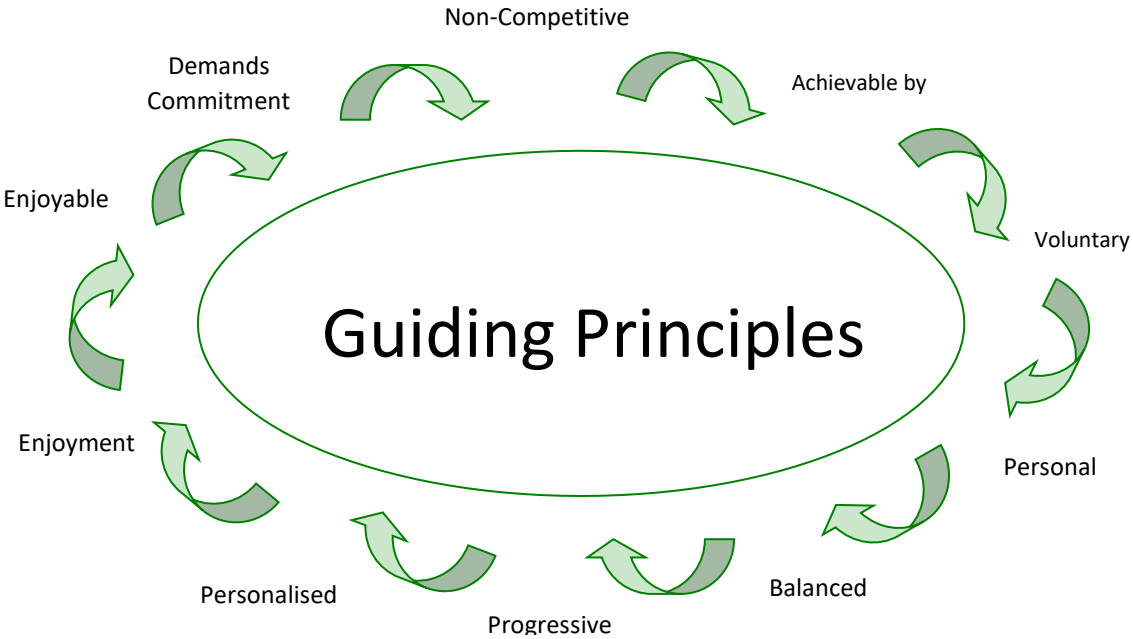 Non-Competitive
Demands
Commitment
Achievable by
Enjoyable
Voluntary
Guiding Principles
Enjoyment
Personal
Personalised
Balanced
Progressive